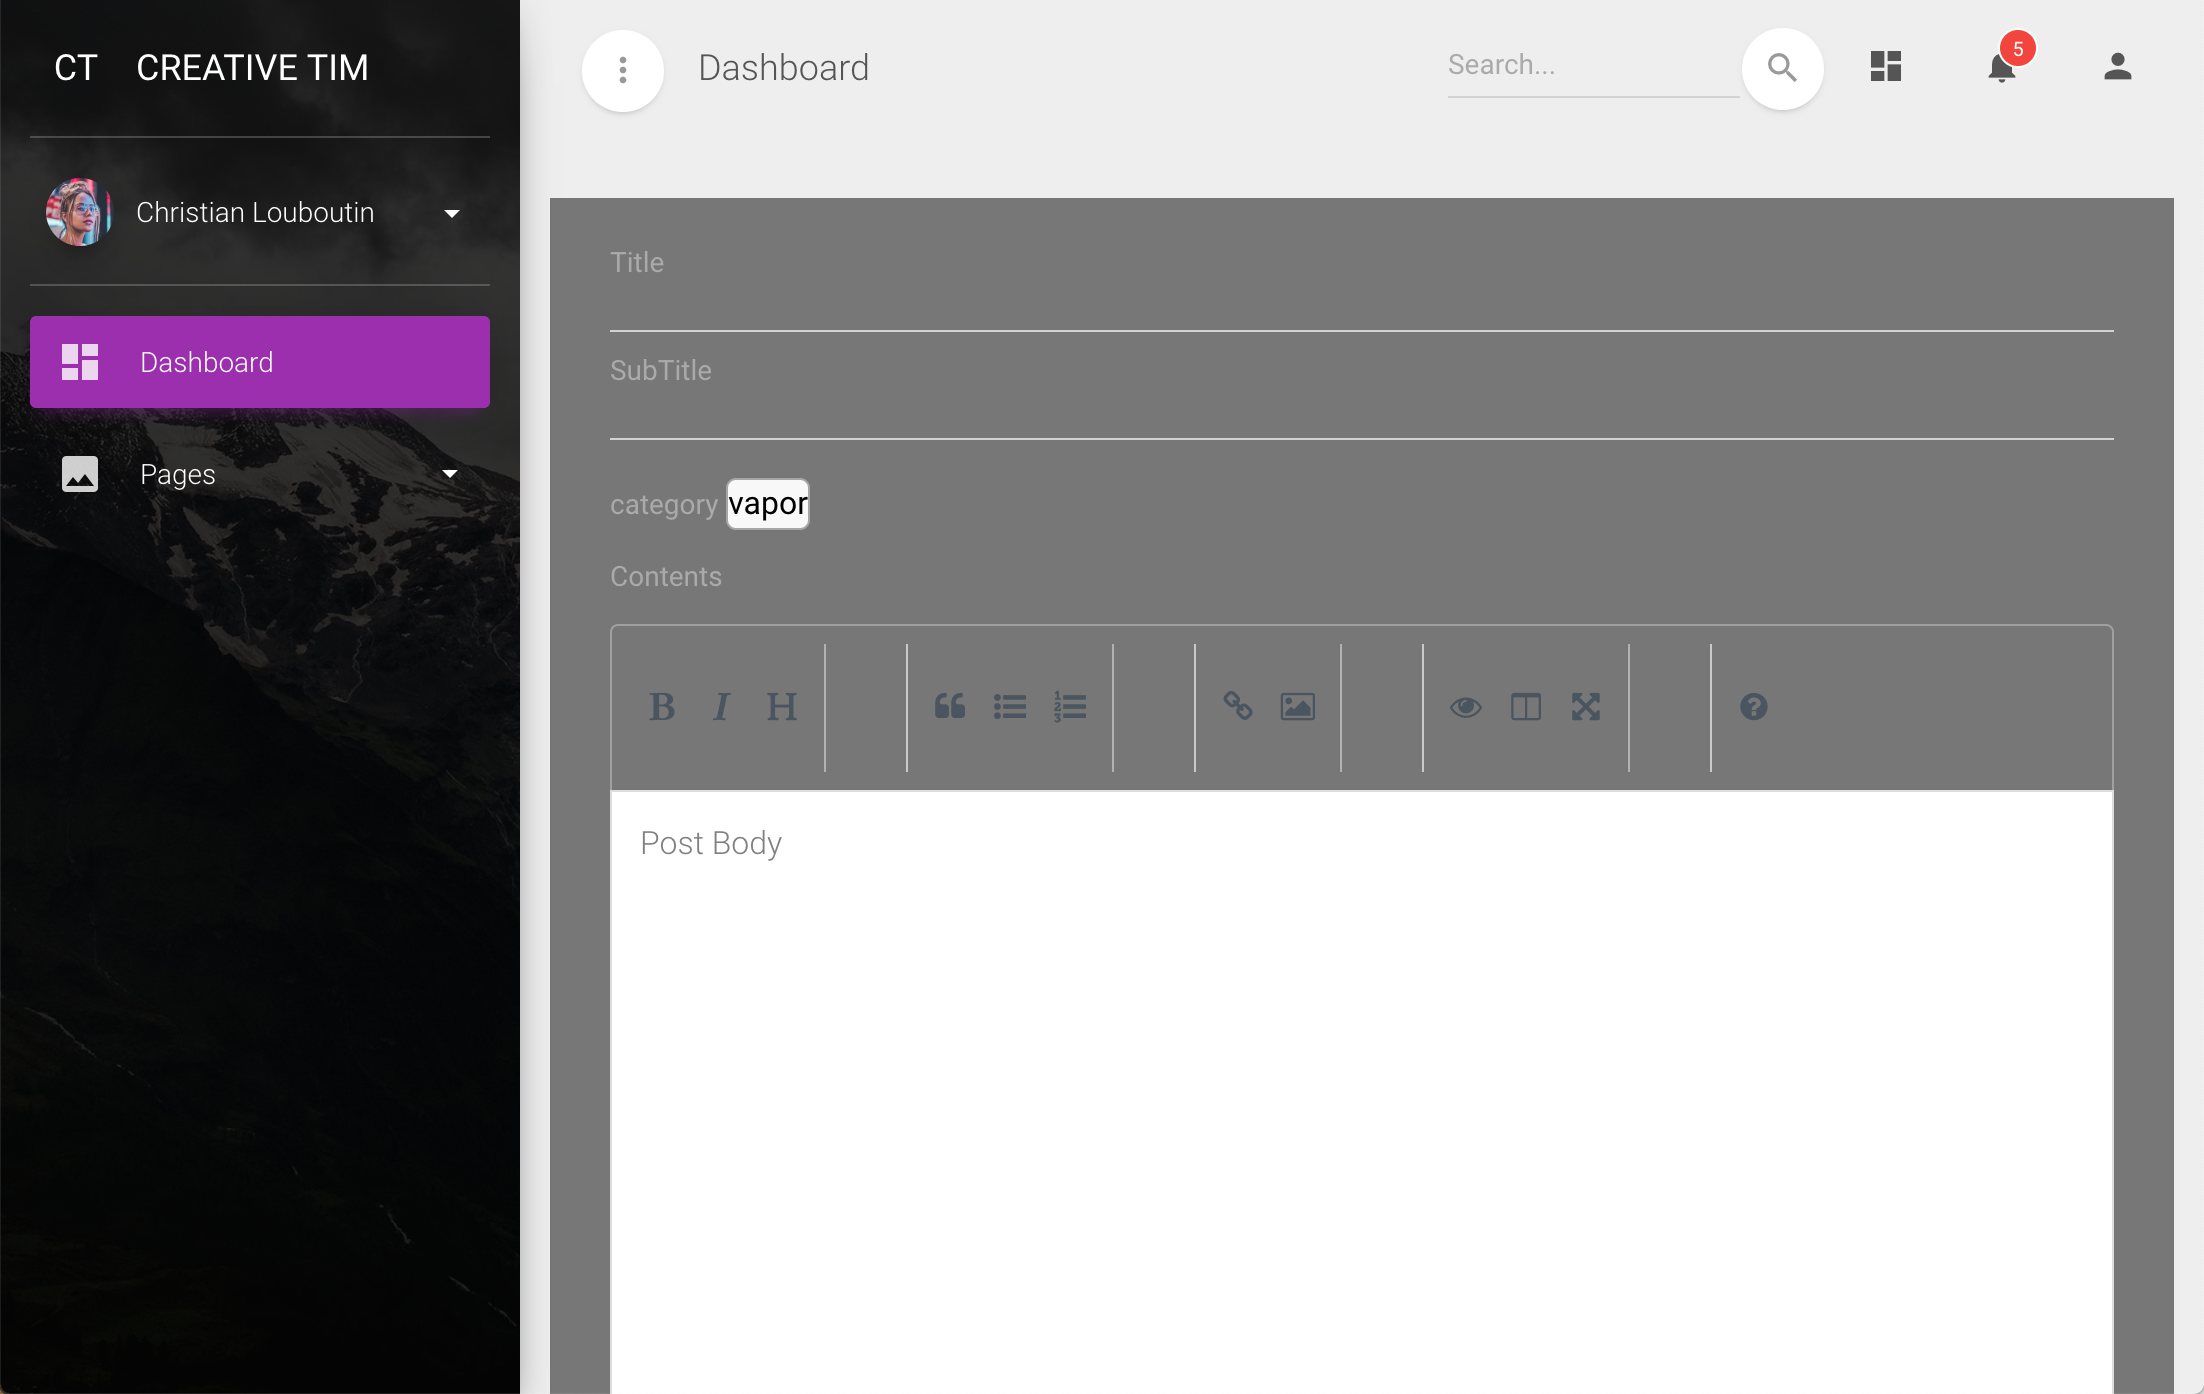 CT CREATIVE TIM
Christian Louboutin
Dashboard
Pages
Dashboard
Search...
5
Title
SubTitle
category vapor
Contents
B I H
Post Body